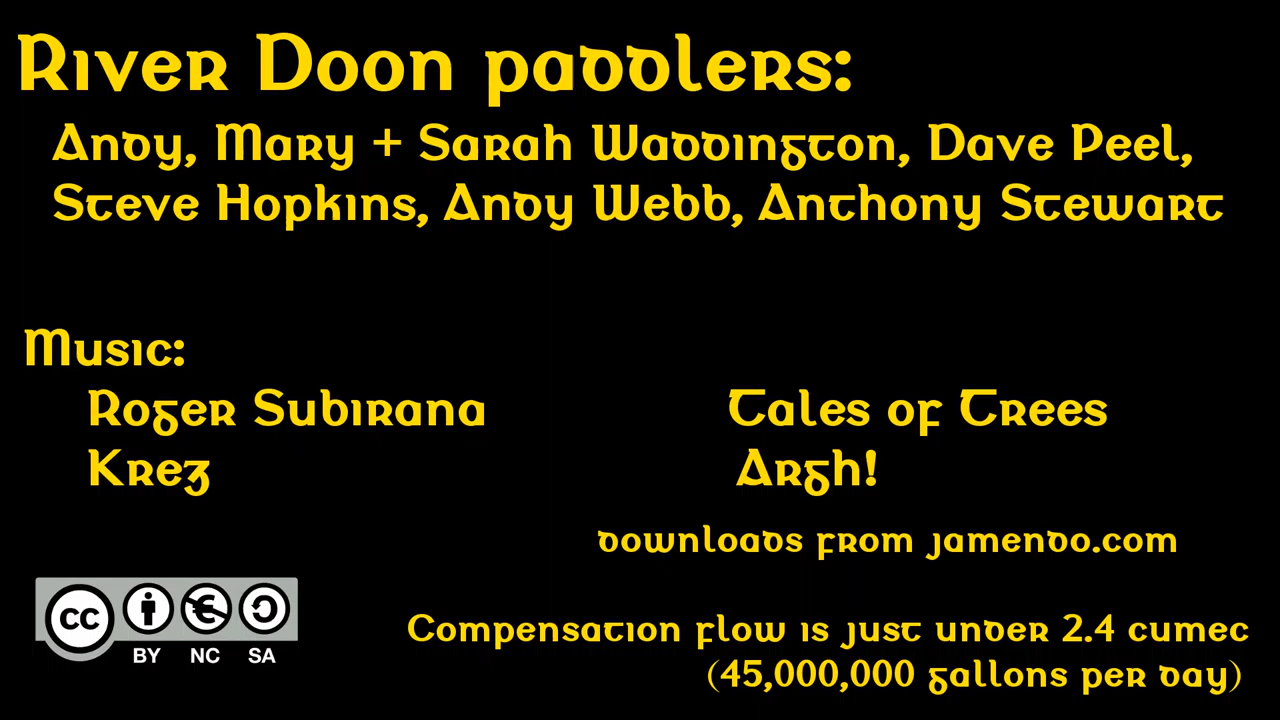 River Doon paddlers:
Andy, Mary + Sarah Waddington, Dave Peel,
Steve Hopkins, Andy Webb, Anthony Stewart
Music:
Roger Subirana Tales of Trees
Krez Argh!
downloads from jamendo.com
CC BY NC SA
Compensation flow is just under 2.4 cumec
(45,000,000 gallons per day)